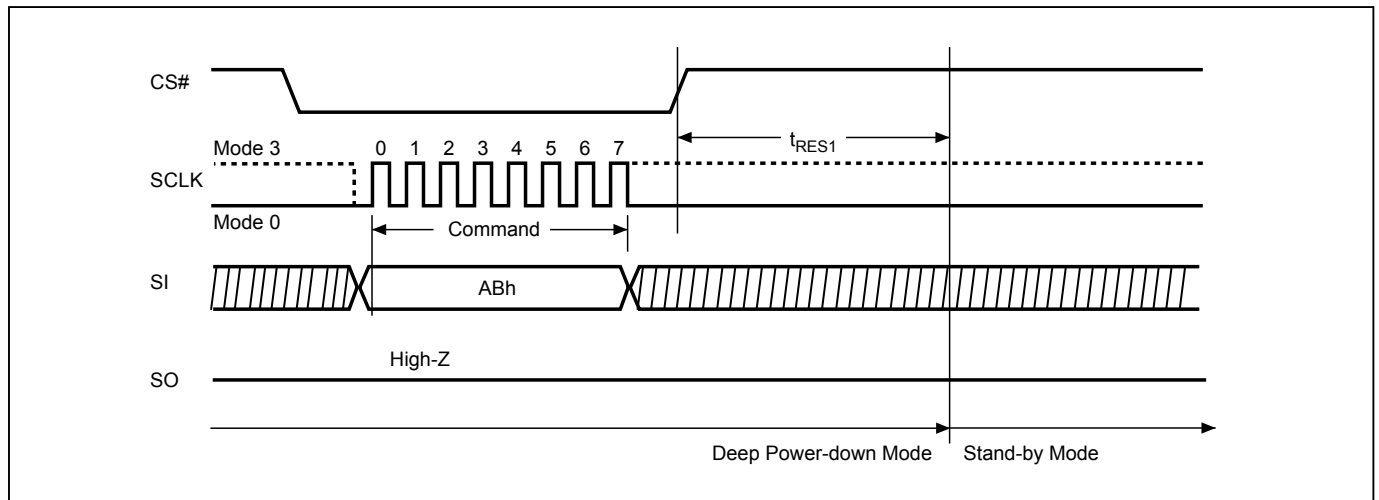 CS#
tRES1
Mode 3 0 1 2 3 4 5 6 7
SCLK
Mode 0
Command
SI
ABh
High-Z
SO
Deep Power-down Mode Stand-by Mode